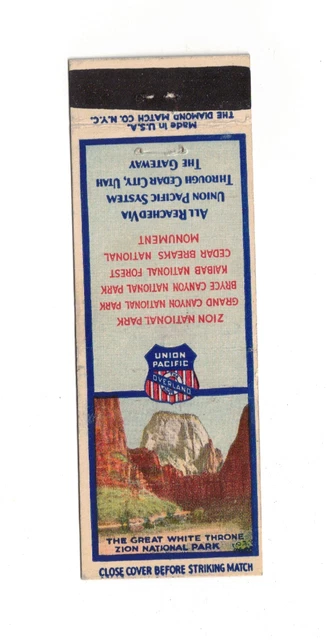 THE DIAMOND MATCH CO. N.Y.C.
Made in U.S.A.
ZION NATIONAL PARK
GRAND CANYON NATIONAL PARK
BRYCE CANYON NATIONAL PARK
KAIBAB NATIONAL FOREST
CEDAR BREAKS NATIONAL
MONUMENT
ALL REACHED VIA
UNION PACIFIC SYSTEM
THROUGH CEDAR CITY, UTAH
THE GATEWAY
UNION
PACIFIC
OVERLAND
THE GREAT WHITE THRONE
ZION NATIONAL PARK
CLOSE COVER BEFORE STRIKING MATCH